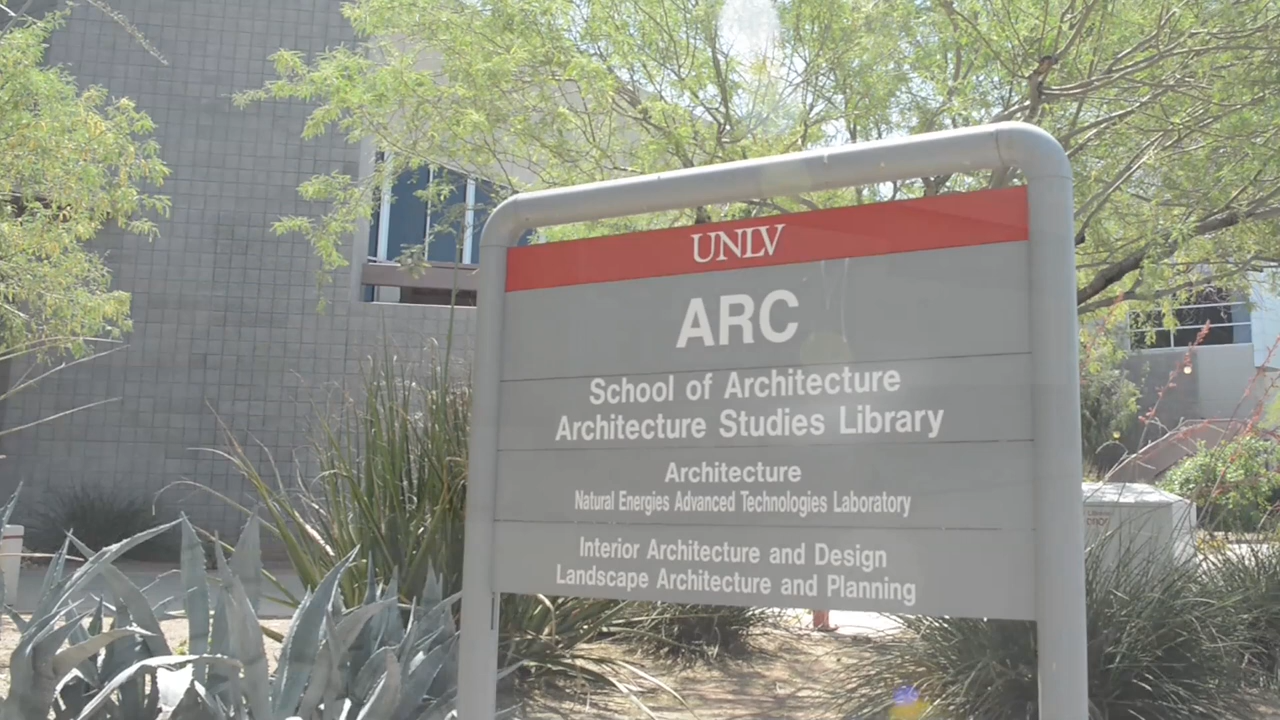 UNLV
ARC
School of Architecture
Architecture Studies Library
Architecture
Natural Energies Advanced Technologies Laboratory
Interior Architecture and Design
Landscape Architecture and Planning